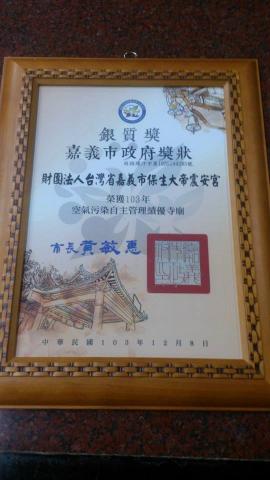 銀質獎
嘉義市政府獎狀
財團法人台灣省嘉義市保生大帝震安宮
榮獲103年
空氣污染自主管理績優寺廟
市長 黃敏惠
中華民國103年12月8日